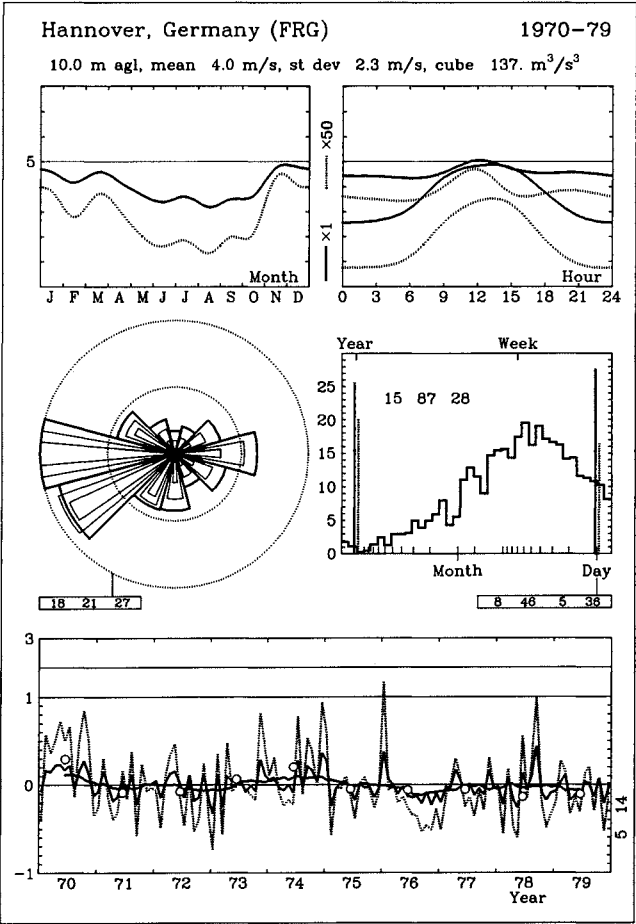 Hannover, Germany (FRG) 1970-79
10.0 m agl, mean 4.0 m/s, st dev 2.3 m/s, cube 137. m³/s³
5
×1 ×50
Month
Hour
J F M A M J J A S O N D
0 3 6 9 12 15 18 21 24
Year Week
25
20
15
10
5
0
15 87 28
Month Day
18 21 27
8 46 5 36
3
1
0
-1
5 14
70 71 72 73 74 75 76 77 78 79
Year